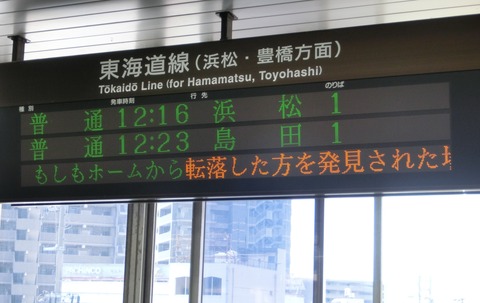 東海道線（浜松・豊橋方面）
Tōkaidō Line (for Hamamatsu, Toyohashi)
種別 発車時刻 行先 のりば
普通 12:16 浜松 1
普通 12:23 島田 1
もしもホームから転落した方を発見された